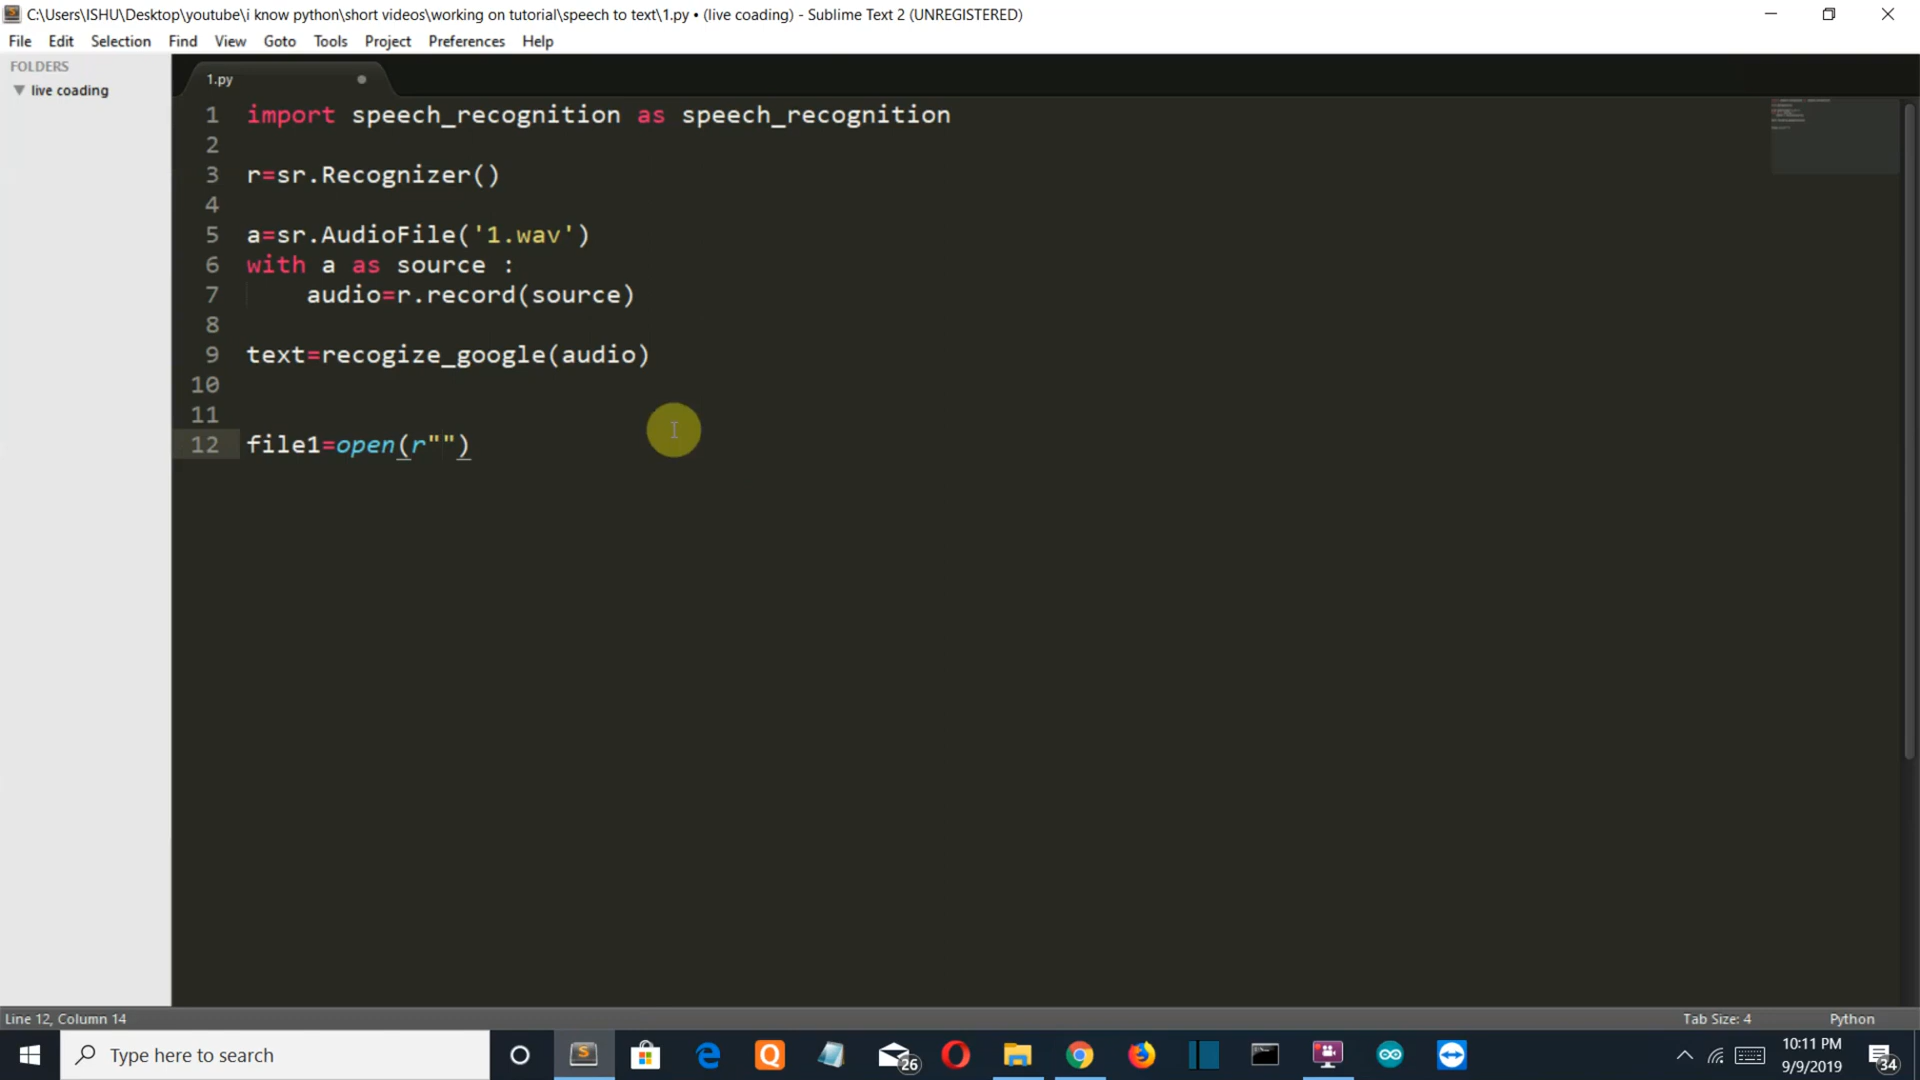 C:\Users\ISHU\Desktop\youtube\i know python\short videos\working on tutorial\speech to text\1.py • (live coading) - Sublime Text 2 (UNREGISTERED)
File Edit Selection Find View Goto Tools Project Preferences Help
FOLDERS
live coading
1.py
1 import speech_recognition as speech_recognition
2
3 r=sr.Recognizer()
4
5 a=sr.AudioFile('1.wav')
6 with a as source :
7 audio=r.record(source)
8
9 text=recogize_google(audio)
10
11
12 file1=open(r"")
Line 12, Column 14
Tab Size: 4 Python
Type here to search
26
10:11 PM
9/9/2019
34